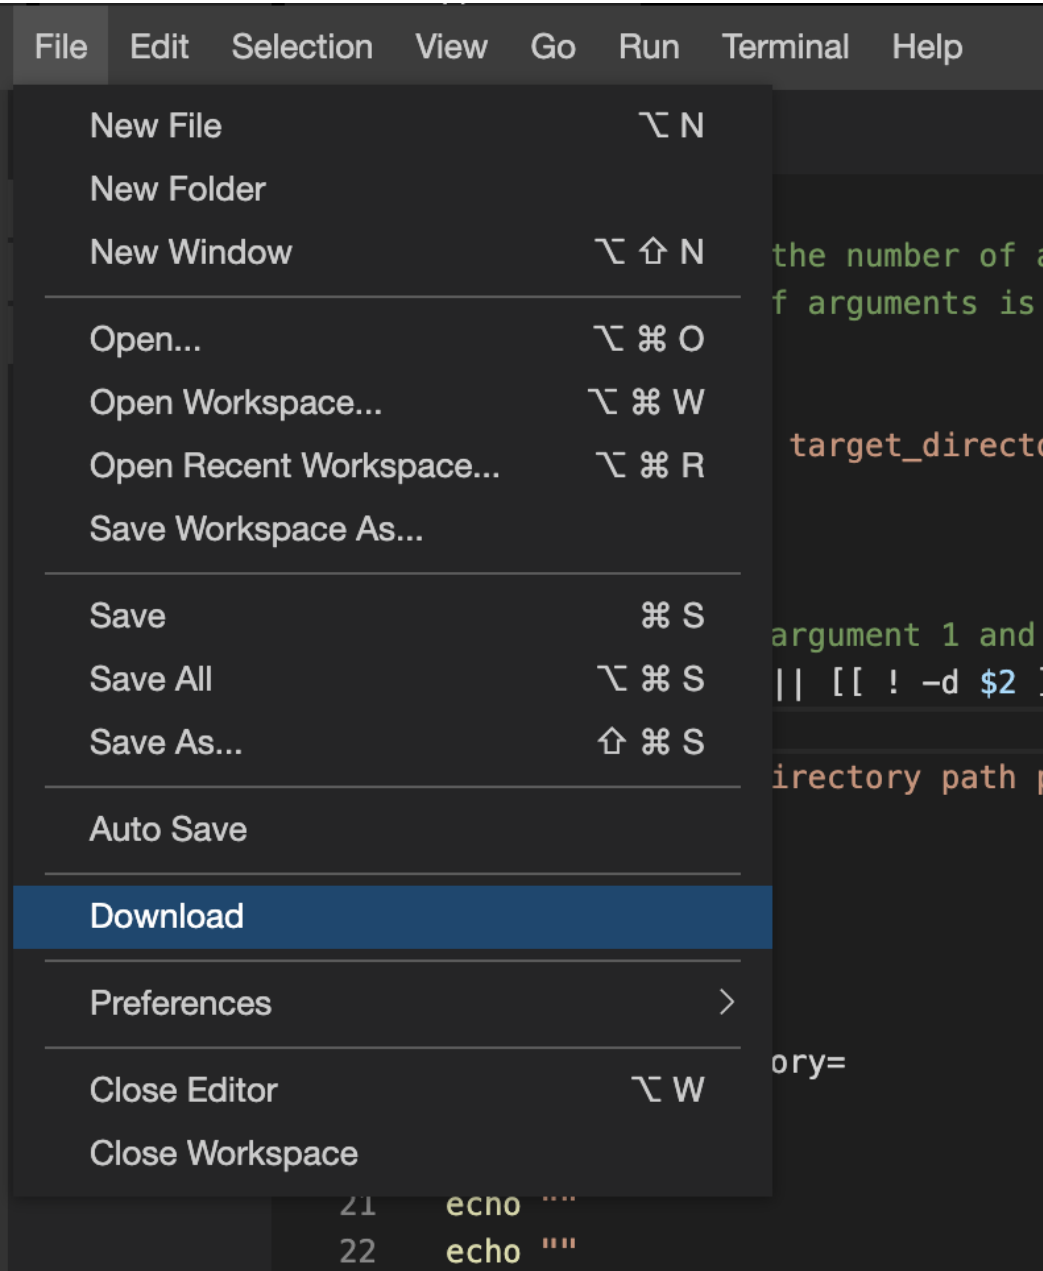 File Edit Selection View Go Run Terminal Help
New File ⌥ N
New Folder
New Window ⌥ ⇧ N
the number of
f arguments is
Open... ⌥ ⌘ O
Open Workspace... ⌥ ⌘ W
target_directo
Open Recent Workspace... ⌥ ⌘ R
Save Workspace As...
Save ⌘ S
argument 1 and
Save All ⌥ ⌘ S
|| [[ ! -d $2 ]
Save As... ⇧ ⌘ S
irectory path
Auto Save
Download
Preferences >
ory=
Close Editor ⌥ W
Close Workspace
21 echo ""
22 echo ""